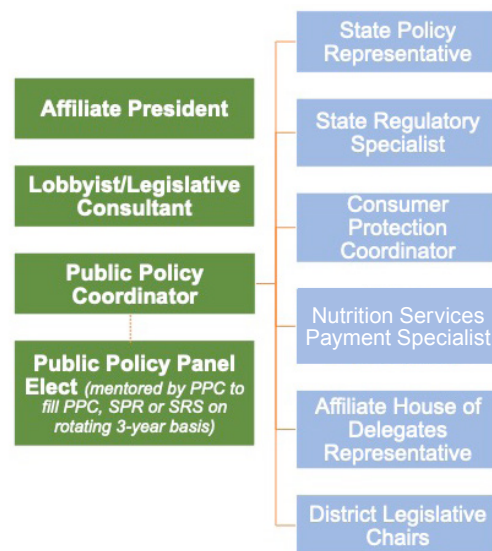 Affiliate President
Lobbyist/Legislative
Consultant
Public Policy
Coordinator
Public Policy Panel
Elect (mentored by PPC to
fill PPC, SPR or SRS on
rotating 3-year basis)
State Policy
Representative
State Regulatory
Specialist
Consumer
Protection
Coordinator
Nutrition Services
Payment Specialist
Affiliate House of
Delegates
Representative
District Legislative
Chairs